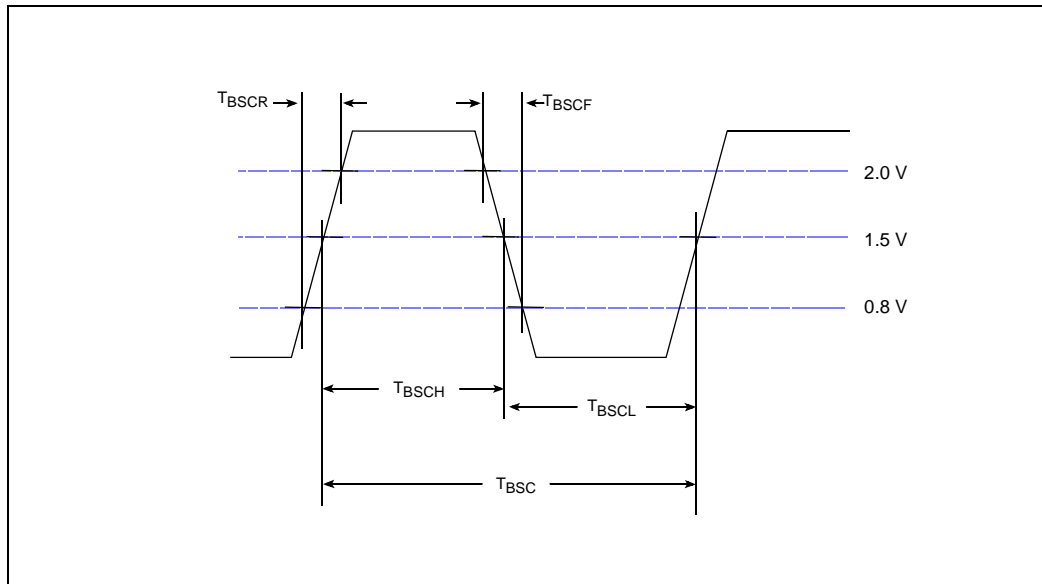 TBSCR
TBSCF
2.0 V
1.5 V
0.8 V
TBSCH
TBSCL
TBSC